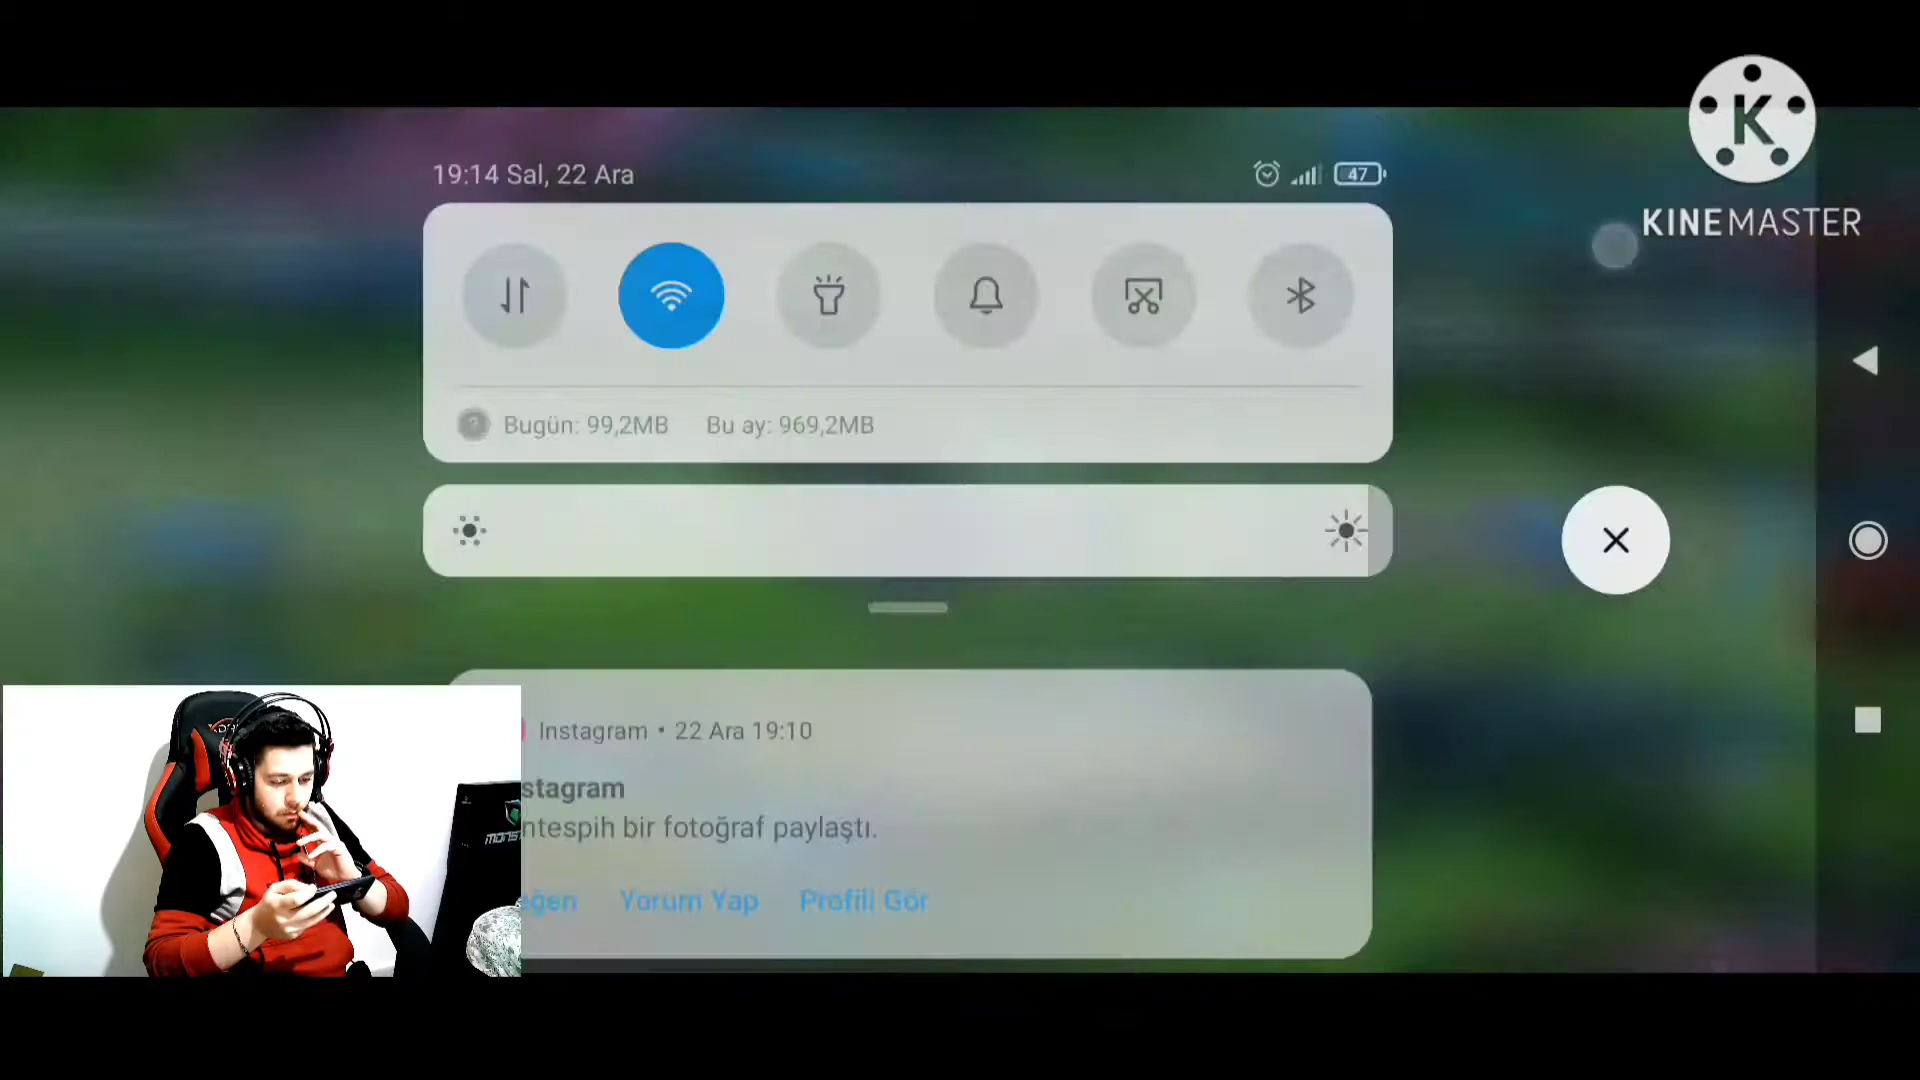 K
KINEMASTER
19:14 Sal, 22 Ara
47
Bugün: 99,2MB Bu ay: 969,2MB
Instagram • 22 Ara 19:10
stagram
ntespih bir fotoğraf paylaştı.
eğen Yorum Yap Profili Gör